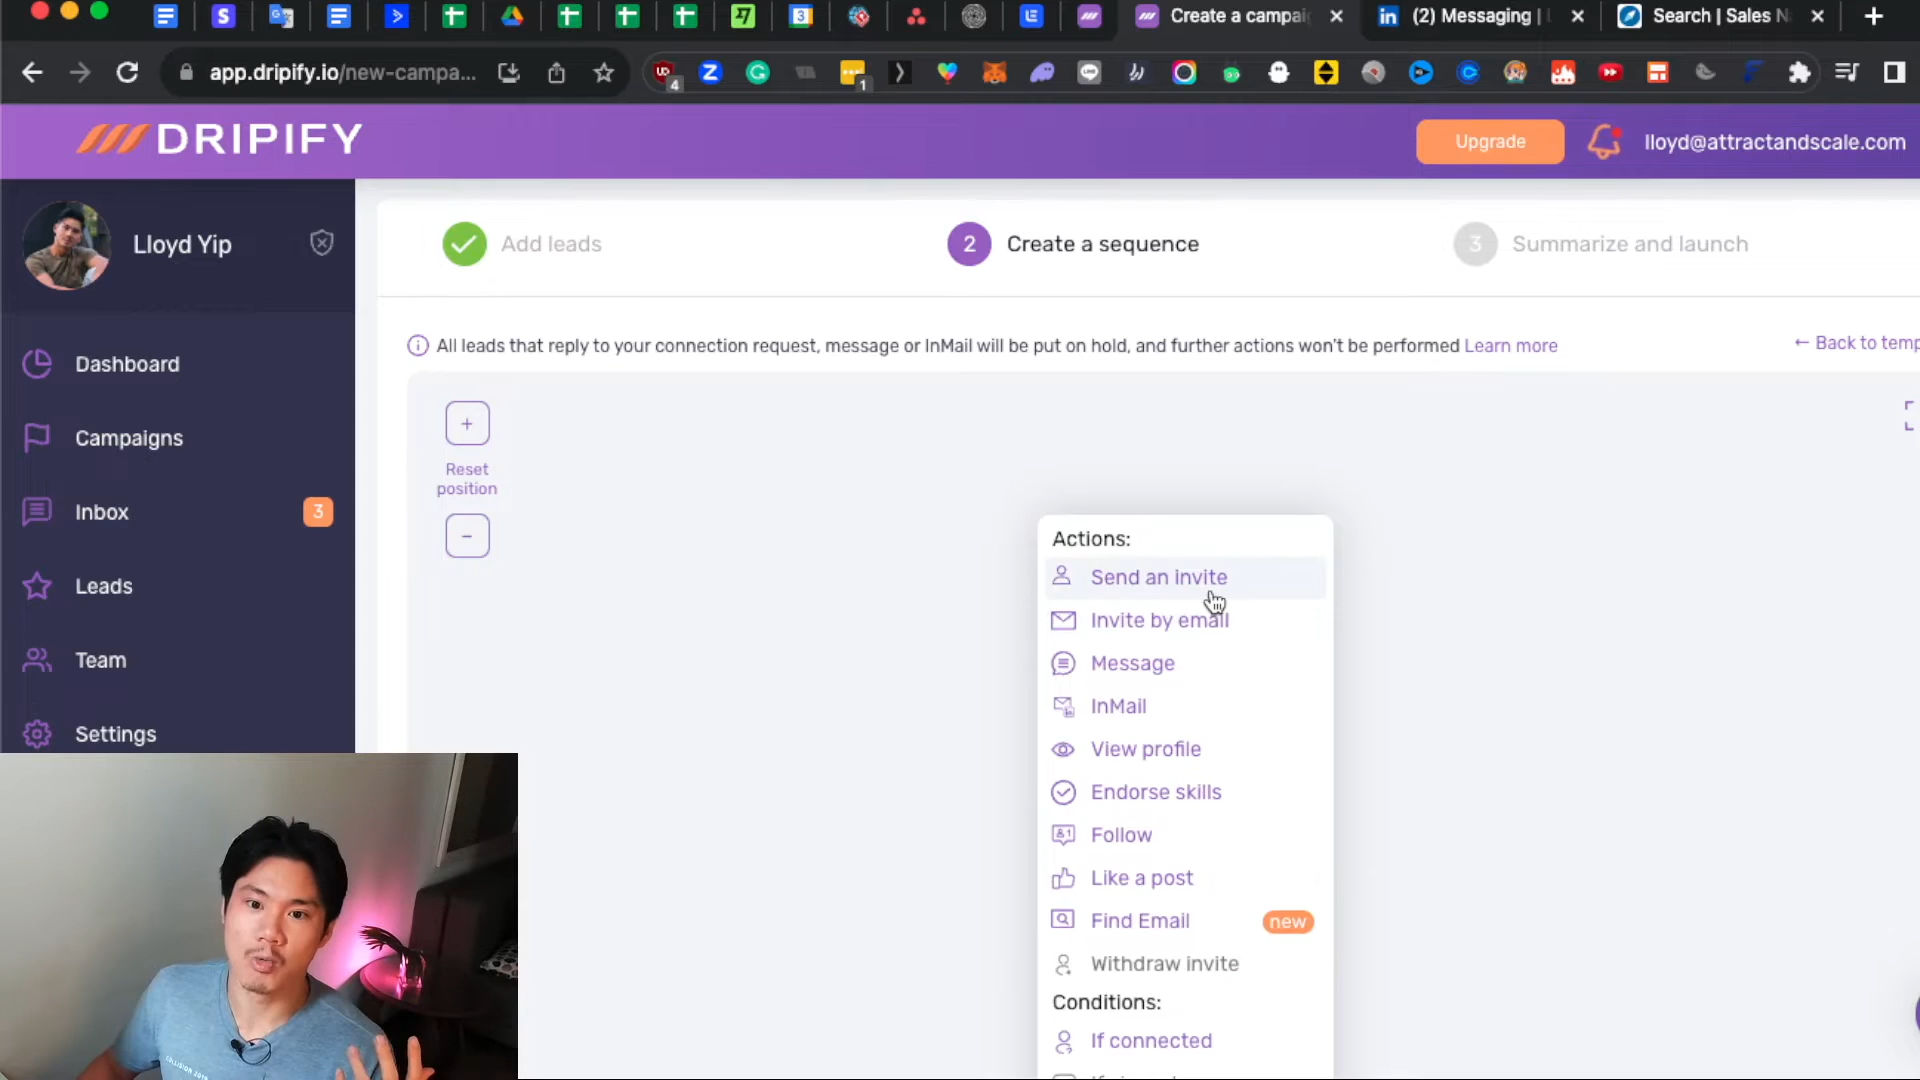 Create a campai
(2) Messaging |
Search | Sales N
app.dripify.io/new-campa...
4
1
DRIPIFY
Upgrade
lloyd@attractandscale.com
Lloyd Yip
Add leads
2
Create a sequence
3
Summarize and launch
All leads that reply to your connection request, message or InMail will be put on hold, and further actions won't be performed Learn more
← Back to temp
Dashboard
Campaigns
Inbox
3
Leads
Team
Settings
+
Reset
position
-
Actions:
Send an invite
Invite by email
Message
InMail
View profile
Endorse skills
Follow
Like a post
Find Email
new
Withdraw invite
Conditions:
If connected